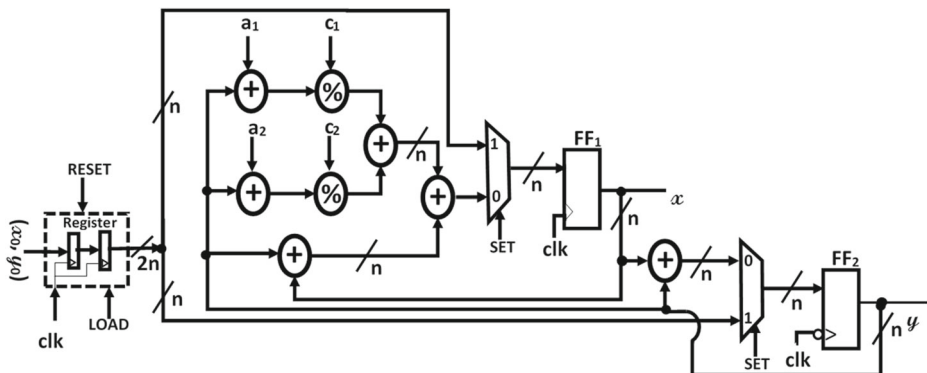 a1
c1
+
%
n
a2
c2
+
n
+
%
1
0
FF1
n
RESET
+
n
x
SET
clk
n
(x0, y0)
Register
2n
+
n
+
n
0
FF2
n
1
n
LOAD
clk
n
y
SET
clk